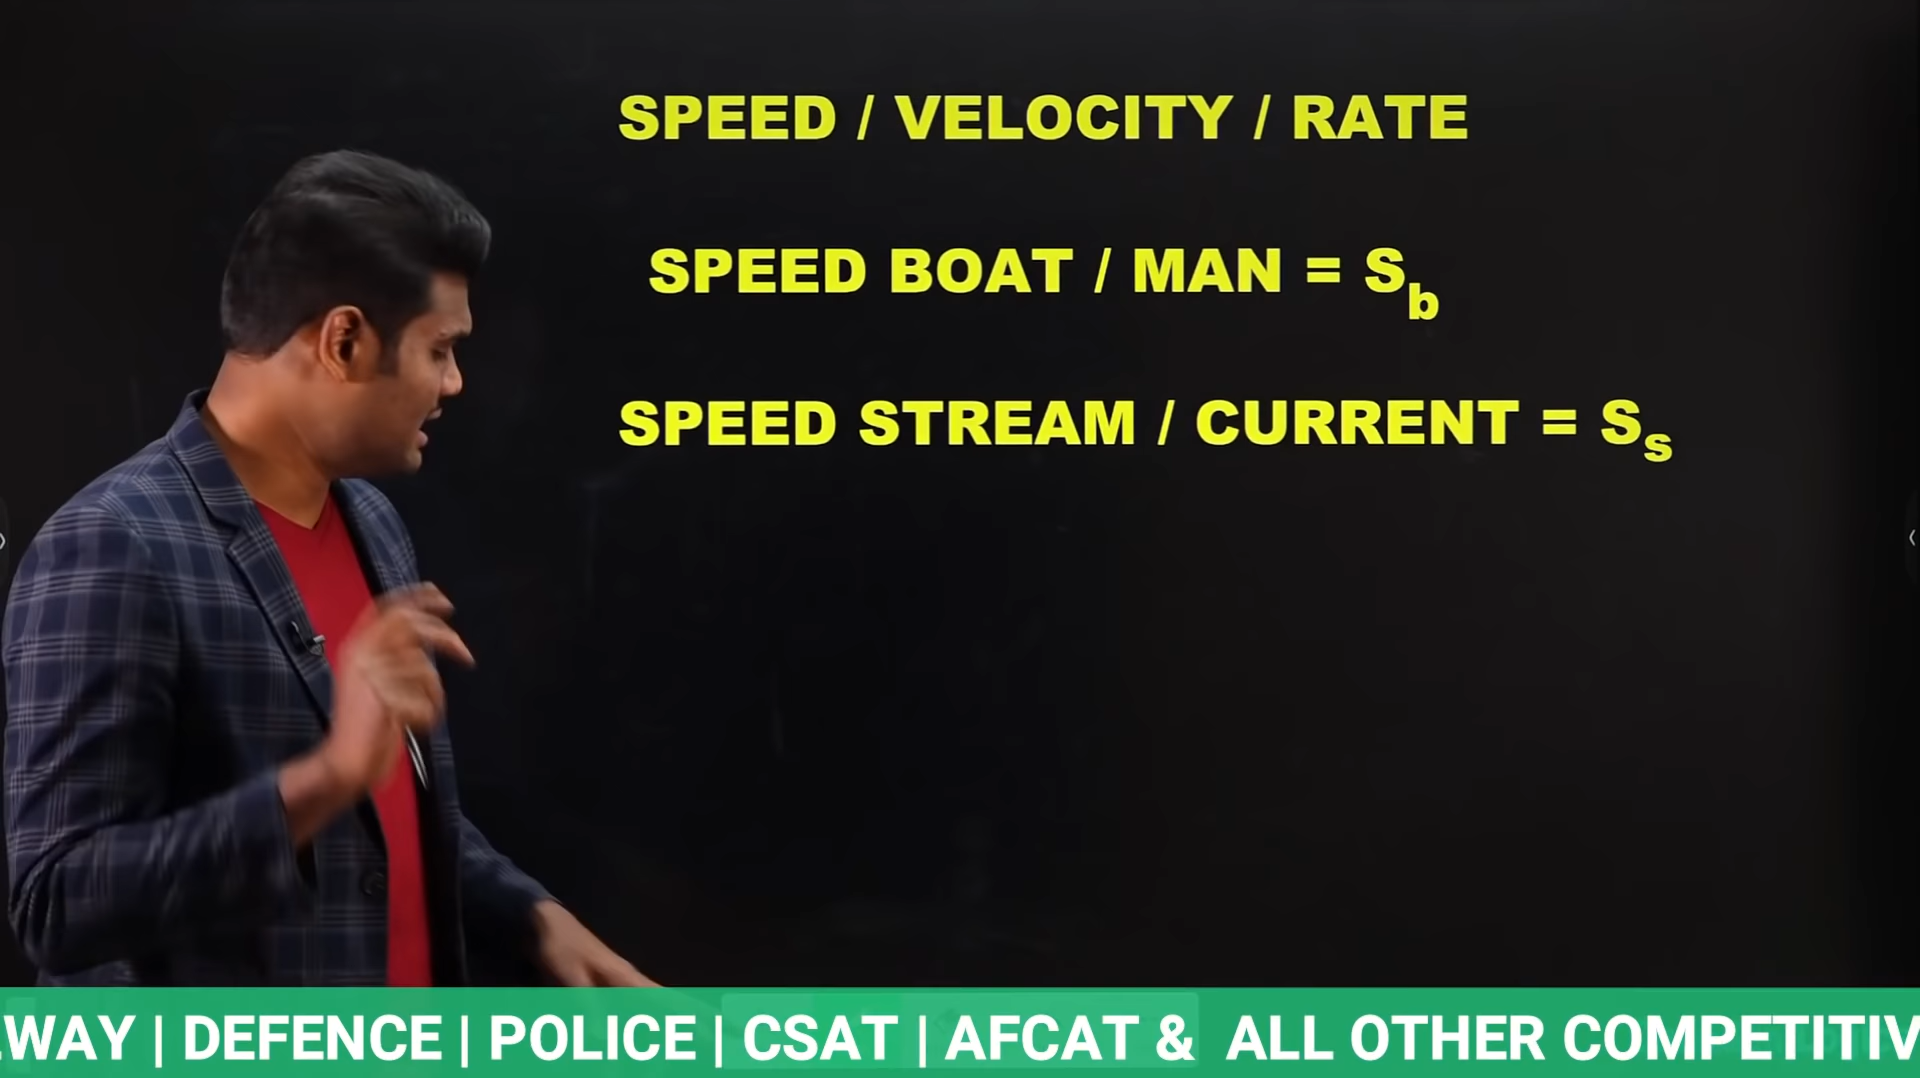 SPEED / VELOCITY / RATE
SPEED BOAT / MAN = Sb
SPEED STREAM / CURRENT = Ss
WAY | DEFENCE | POLICE | CSAT | AFCAT & ALL OTHER COMPETITIV